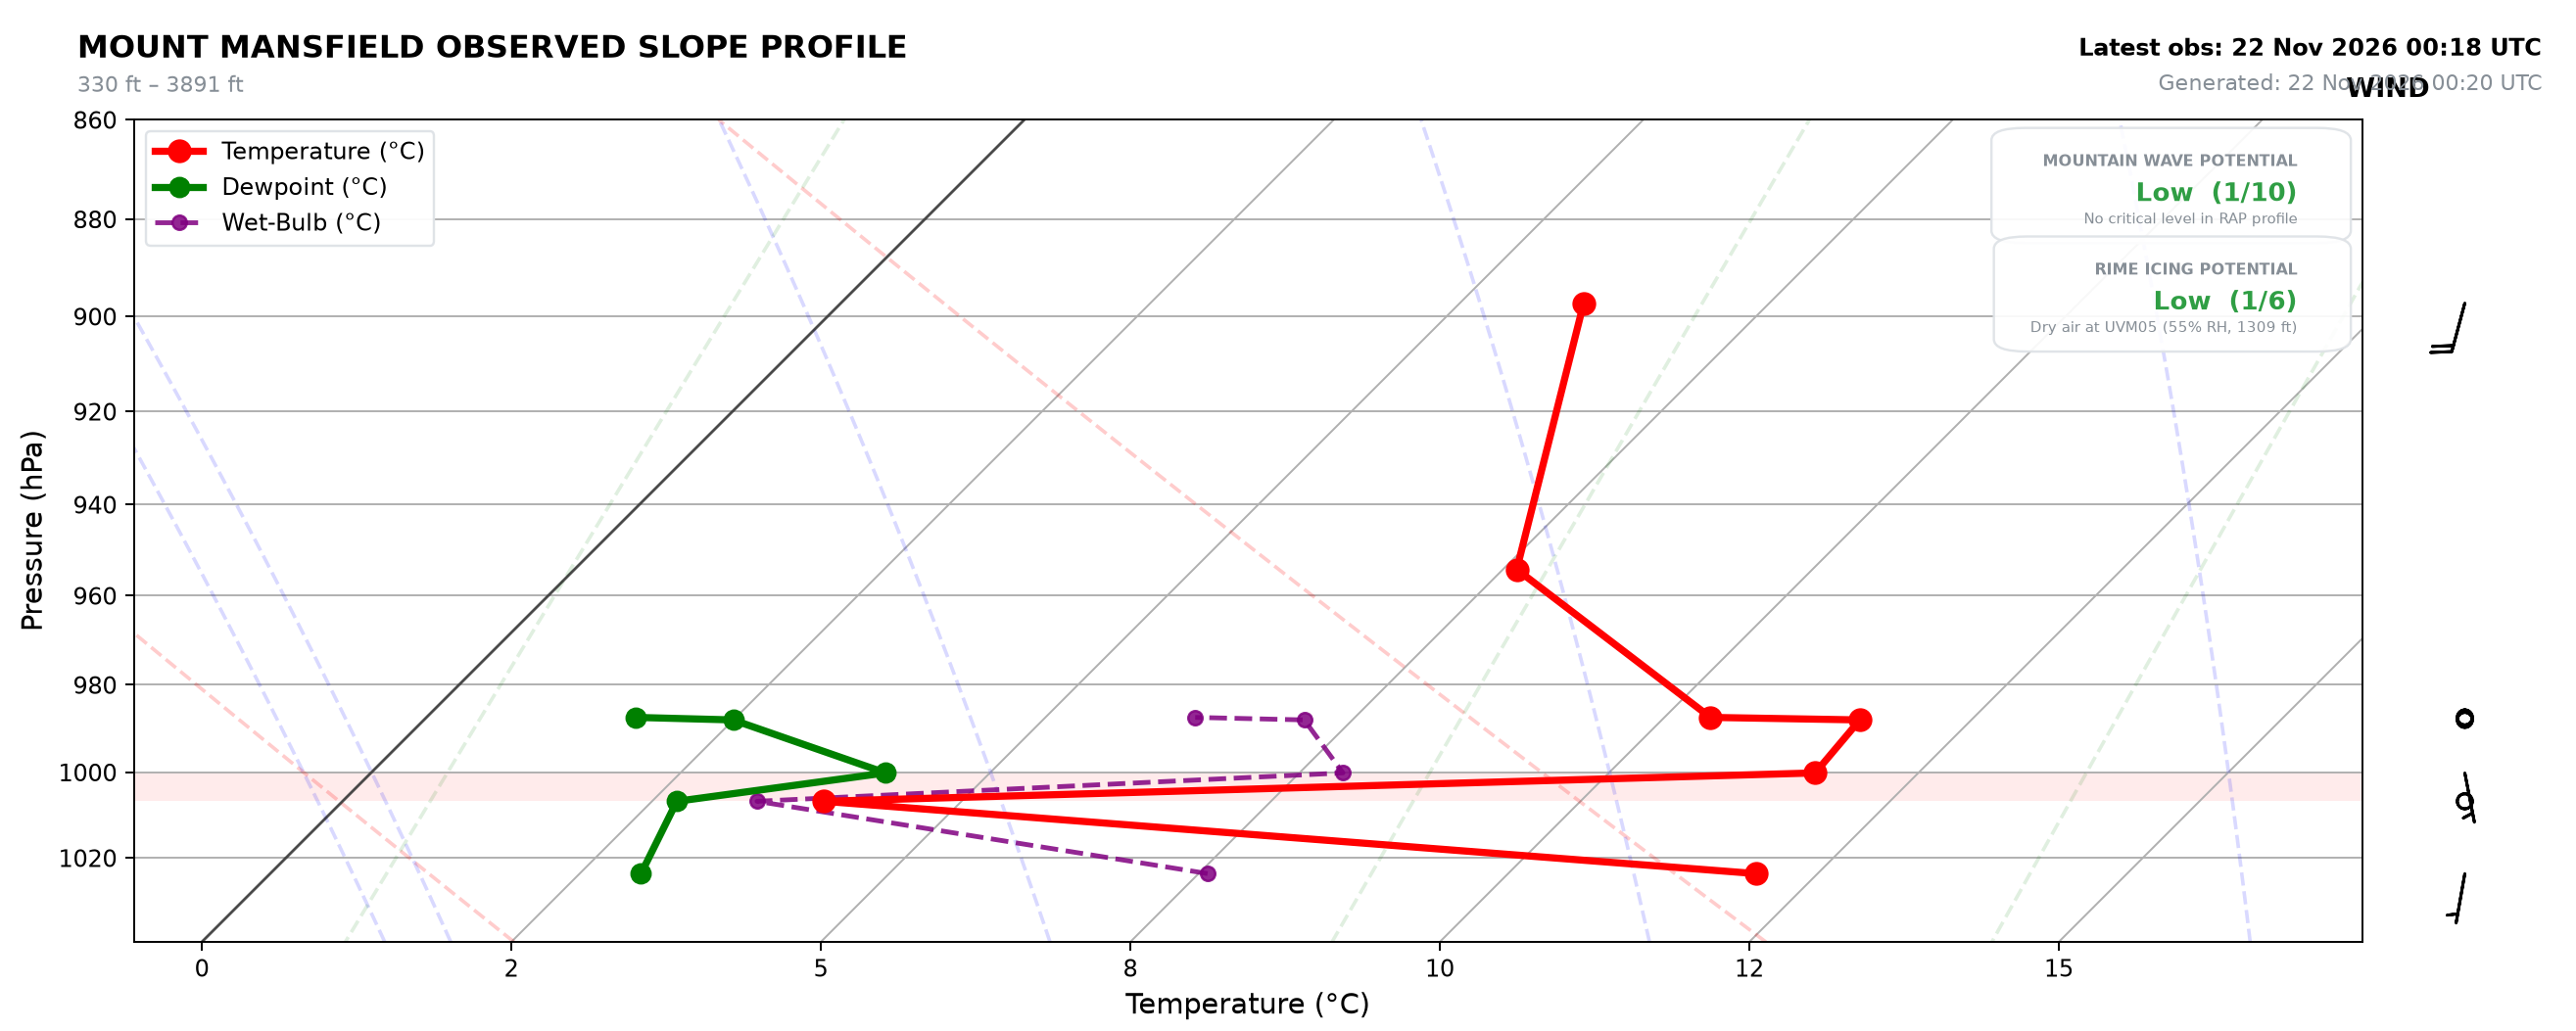 MOUNT MANSFIELD OBSERVED SLOPE PROFILE
330 ft – 3891 ft
Latest obs: 22 Nov 2026 00:18 UTC
Generated: 22 Nov 2026 00:20 UTC
WIND
Temperature (°C)
Dewpoint (°C)
Wet-Bulb (°C)
MOUNTAIN WAVE POTENTIAL
Low (1/10)
No critical level in RAP profile
RIME ICING POTENTIAL
Low (1/6)
Dry air at UVM05 (55% RH, 1309 ft)
Pressure (hPa)
860
880
900
920
940
960
980
1000
1020
0 2 5 8 10 12 15
Temperature (°C)